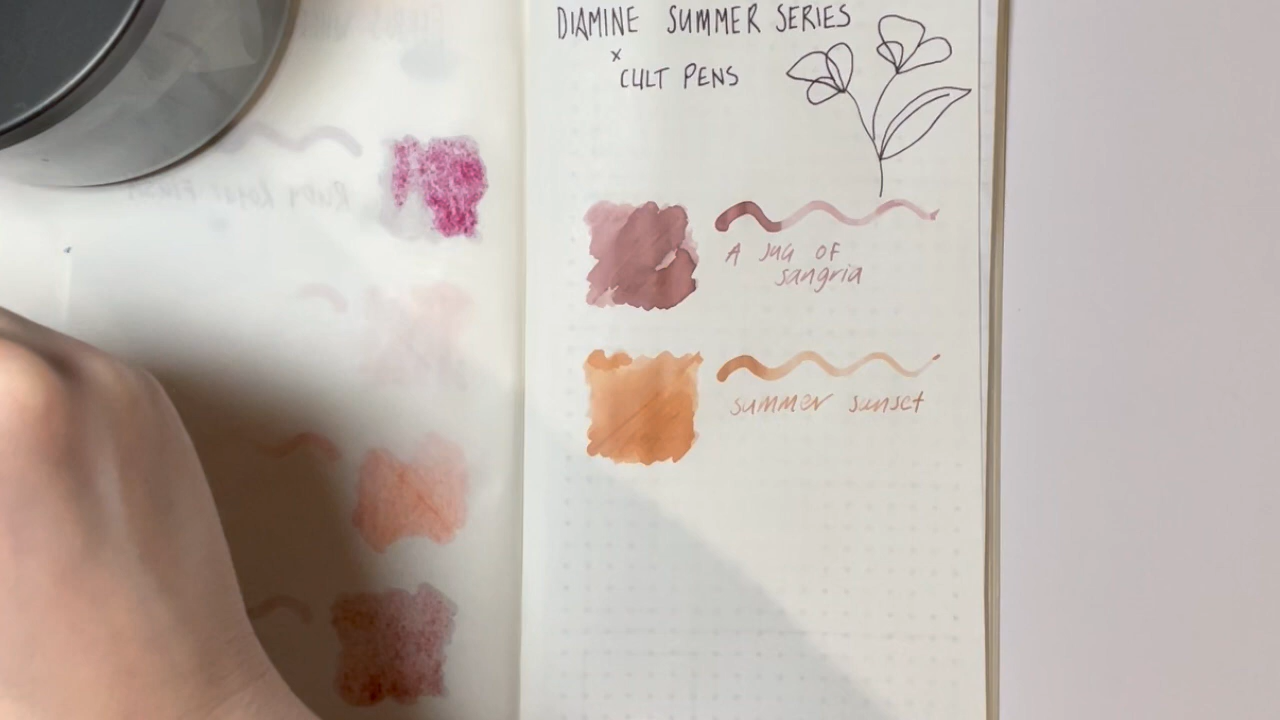 DIAMINE SUMMER SERIES
x
CULT PENS
A JUG OF
sangria
summer sunset